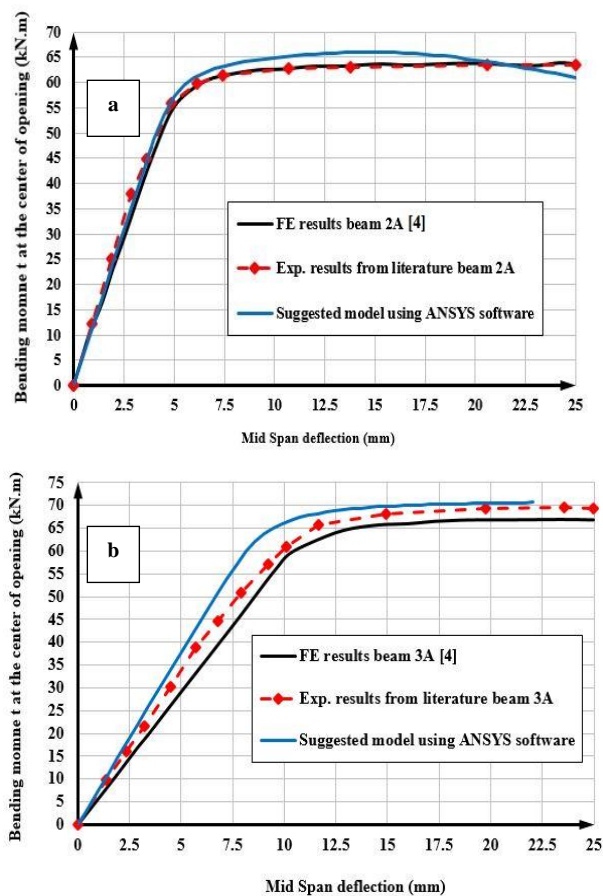 Bending momne t at the center of opening (kN.m)
70
65
60
55
50
45
40
35
30
25
20
15
10
5
0
a
FE results beam 2A [4]
Exp. results from literature beam 2A
Suggested model using ANSYS software
0 2.5 5 7.5 10 12.5 15 17.5 20 22.5 25
Mid Span deflection (mm)
Bending momne t at the center of opening (kN.m)
75
70
65
60
55
50
45
40
35
30
25
20
15
10
5
0
b
FE results beam 3A [4]
Exp. results from literature beam 3A
Suggested model using ANSYS software
0 2.5 5 7.5 10 12.5 15 17.5 20 22.5 25
Mid Span deflection (mm)